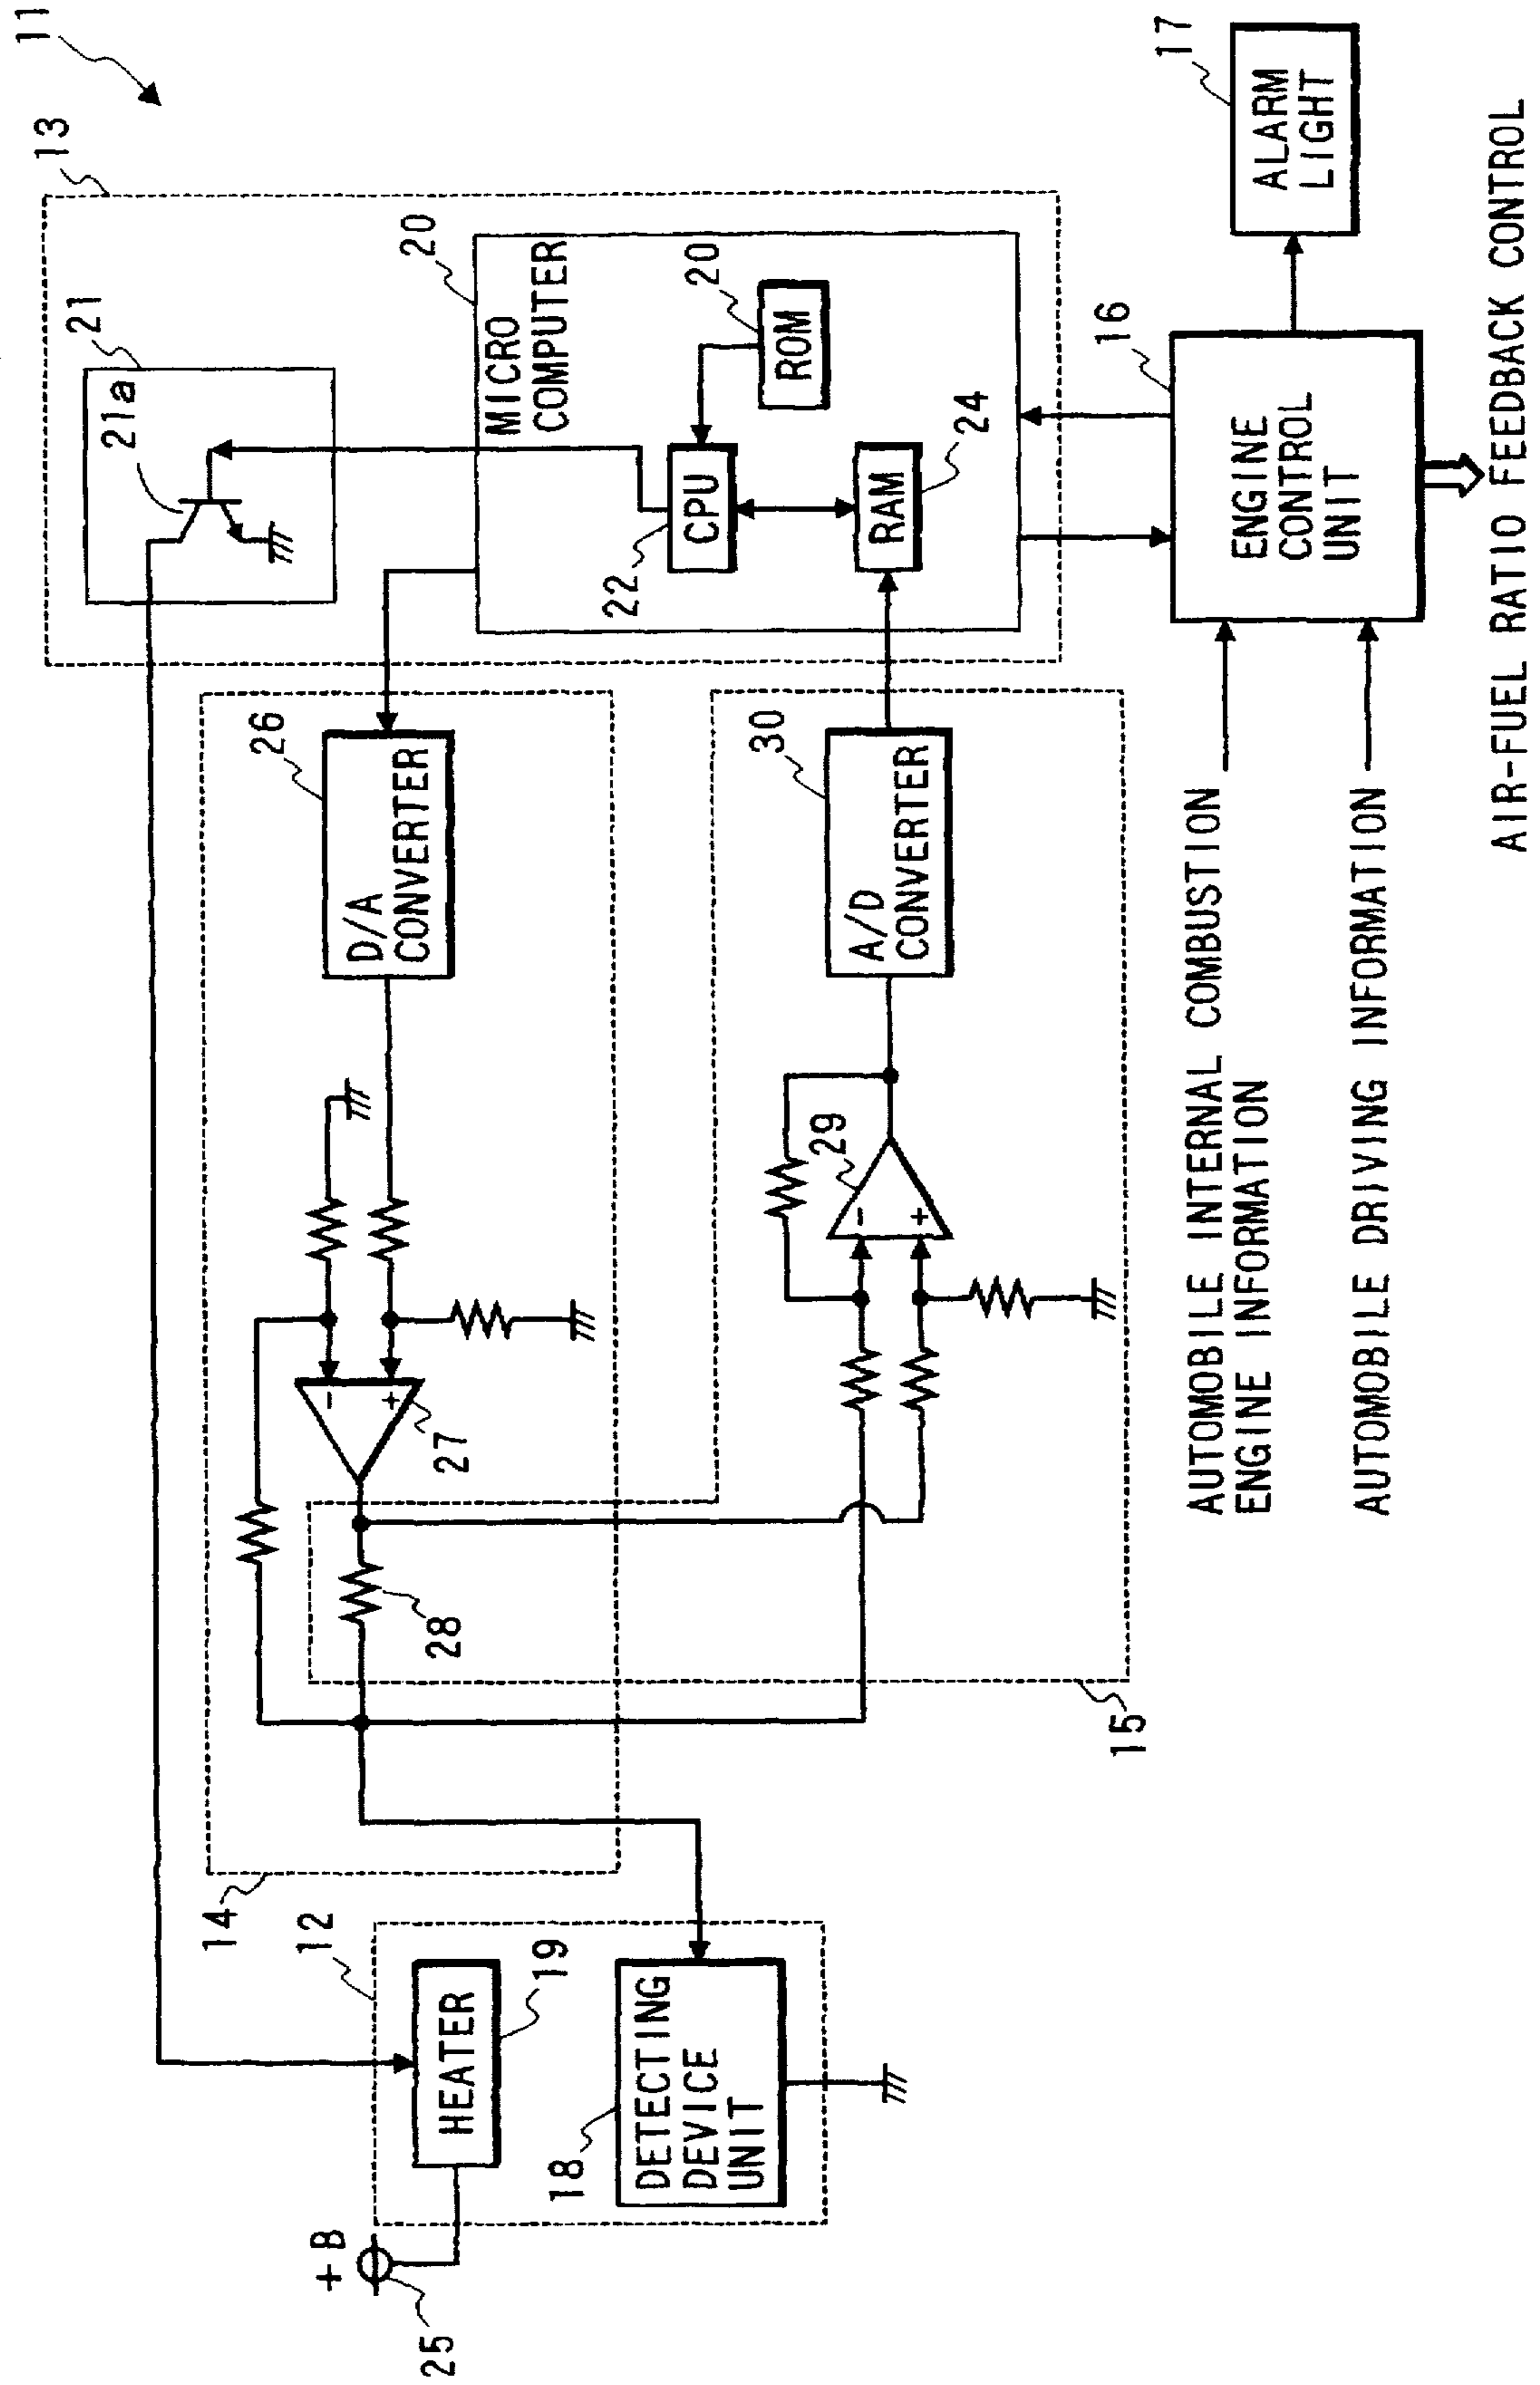 11
13
21
21a
20
MICRO
COMPUTER
20
ROM
CPU
22
RAM
24
16
ENGINE
CONTROL
UNIT
17
ALARM
LIGHT
26
D/A
CONVERTER
30
A/D
CONVERTER
29
-
+
-
+
27
28
15
14
12
HEATER
19
DETECTING
DEVICE
UNIT
18
+B
25
AUTOMOBILE INTERNAL COMBUSTION
ENGINE INFORMATION
AUTOMOBILE DRIVING INFORMATION
AIR-FUEL RATIO FEEDBACK CONTROL